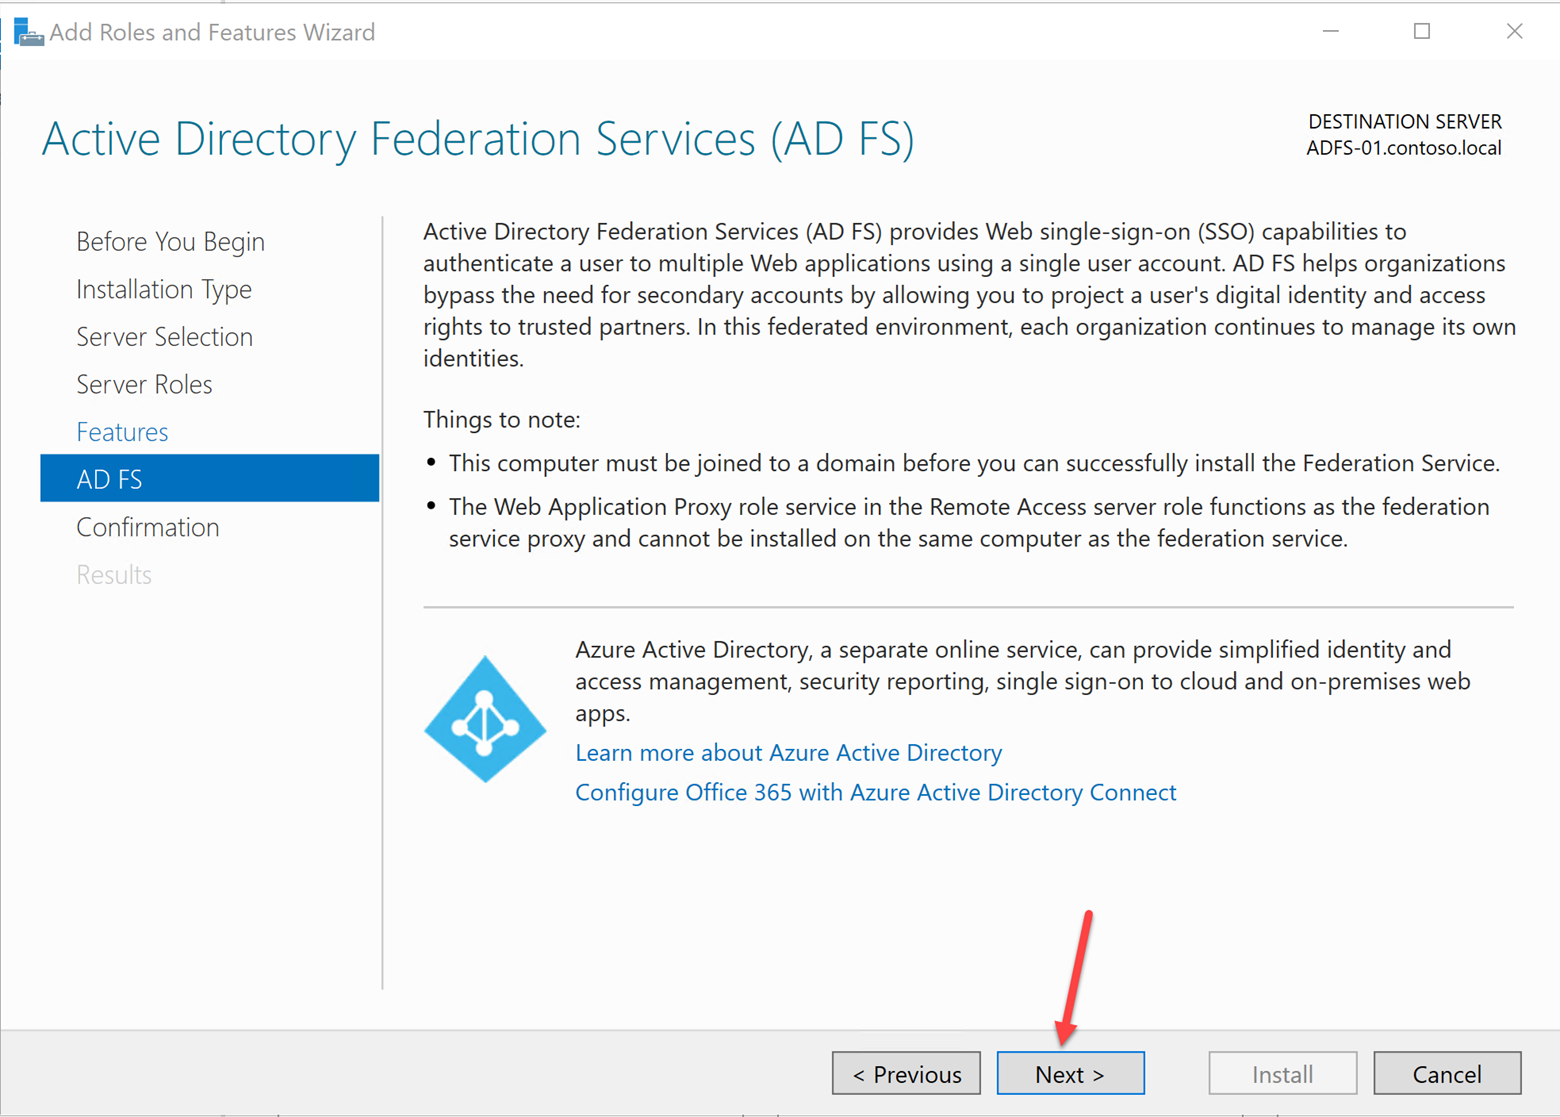 Add Roles and Features Wizard
Active Directory Federation Services (AD FS)
DESTINATION SERVER
ADFS-01.contoso.local
Before You Begin
Installation Type
Server Selection
Server Roles
Features
AD FS
Confirmation
Results
Active Directory Federation Services (AD FS) provides Web single-sign-on (SSO) capabilities to
authenticate a user to multiple Web applications using a single user account. AD FS helps organizations
bypass the need for secondary accounts by allowing you to project a user's digital identity and access
rights to trusted partners. In this federated environment, each organization continues to manage its own
identities.
Things to note:
• This computer must be joined to a domain before you can successfully install the Federation Service.
• The Web Application Proxy role service in the Remote Access server role functions as the federation
service proxy and cannot be installed on the same computer as the federation service.
Azure Active Directory, a separate online service, can provide simplified identity and
access management, security reporting, single sign-on to cloud and on-premises web
apps.
Learn more about Azure Active Directory
Configure Office 365 with Azure Active Directory Connect
< Previous
Next >
Install
Cancel